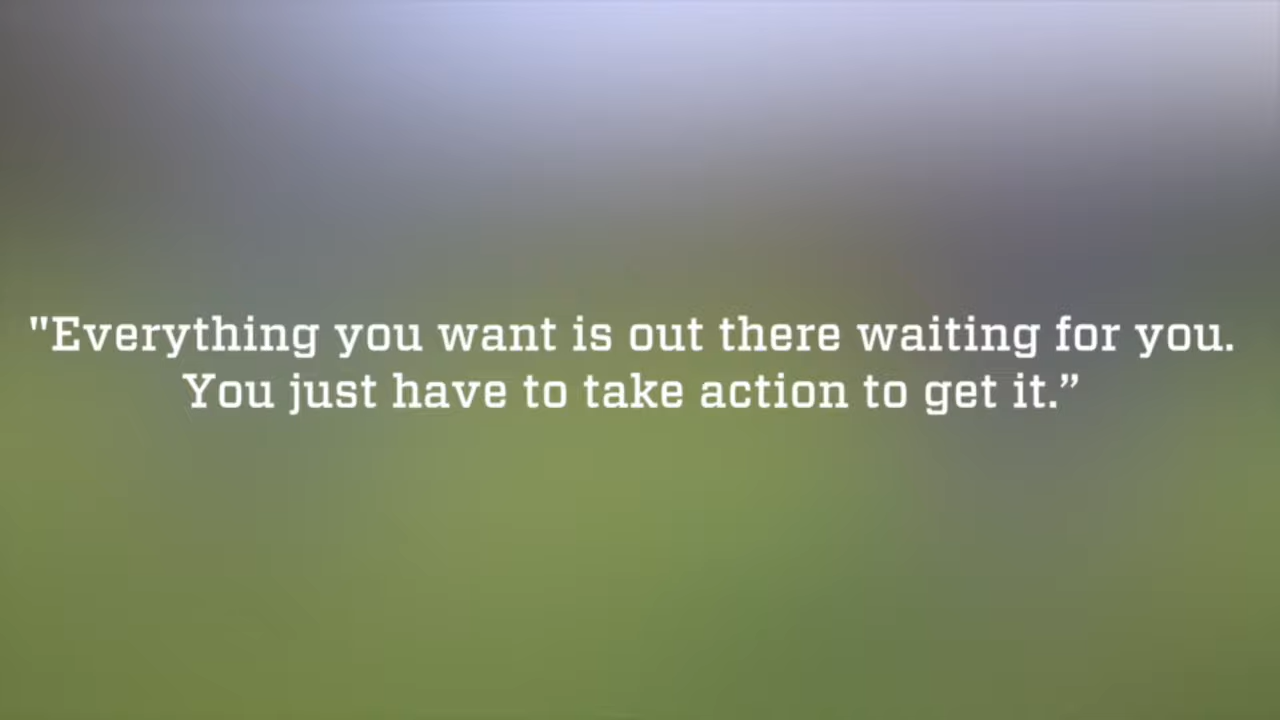 "Everything you want is out there waiting for you.
You just have to take action to get it.”